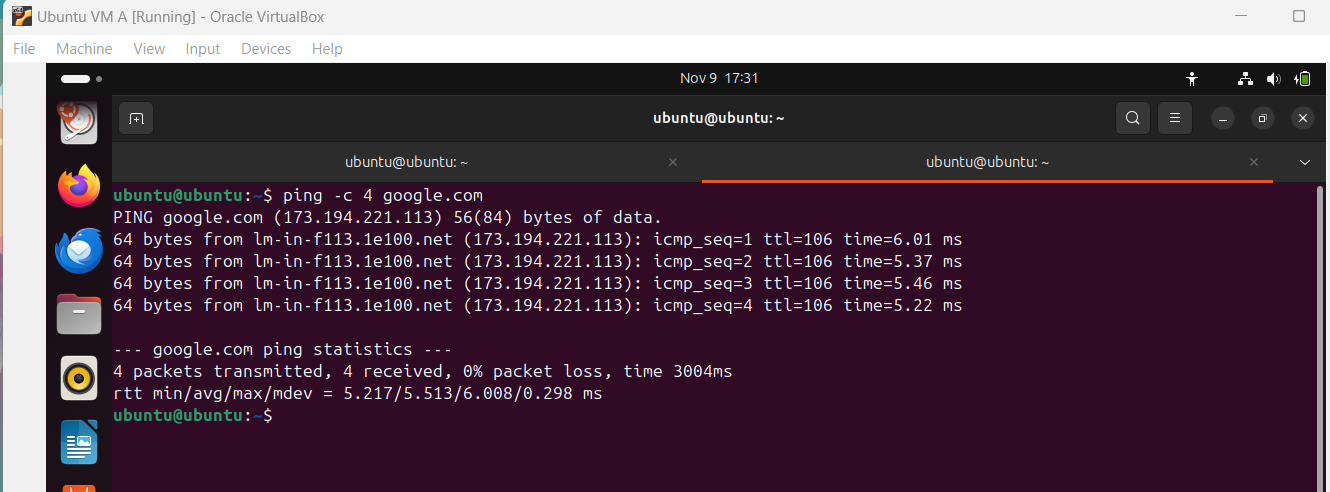 Ubuntu VM A [Running] - Oracle VirtualBox
File Machine View Input Devices Help
Nov 9 17:31
ubuntu@ubuntu: ~
ubuntu@ubuntu: ~ ubuntu@ubuntu: ~
ubuntu@ubuntu:~$ ping -c 4 google.com
PING google.com (173.194.221.113) 56(84) bytes of data.
64 bytes from lm-in-f113.1e100.net (173.194.221.113): icmp_seq=1 ttl=106 time=6.01 ms
64 bytes from lm-in-f113.1e100.net (173.194.221.113): icmp_seq=2 ttl=106 time=5.37 ms
64 bytes from lm-in-f113.1e100.net (173.194.221.113): icmp_seq=3 ttl=106 time=5.46 ms
64 bytes from lm-in-f113.1e100.net (173.194.221.113): icmp_seq=4 ttl=106 time=5.22 ms
--- google.com ping statistics ---
4 packets transmitted, 4 received, 0% packet loss, time 3004ms
rtt min/avg/max/mdev = 5.217/5.513/6.008/0.298 ms
ubuntu@ubuntu:~$